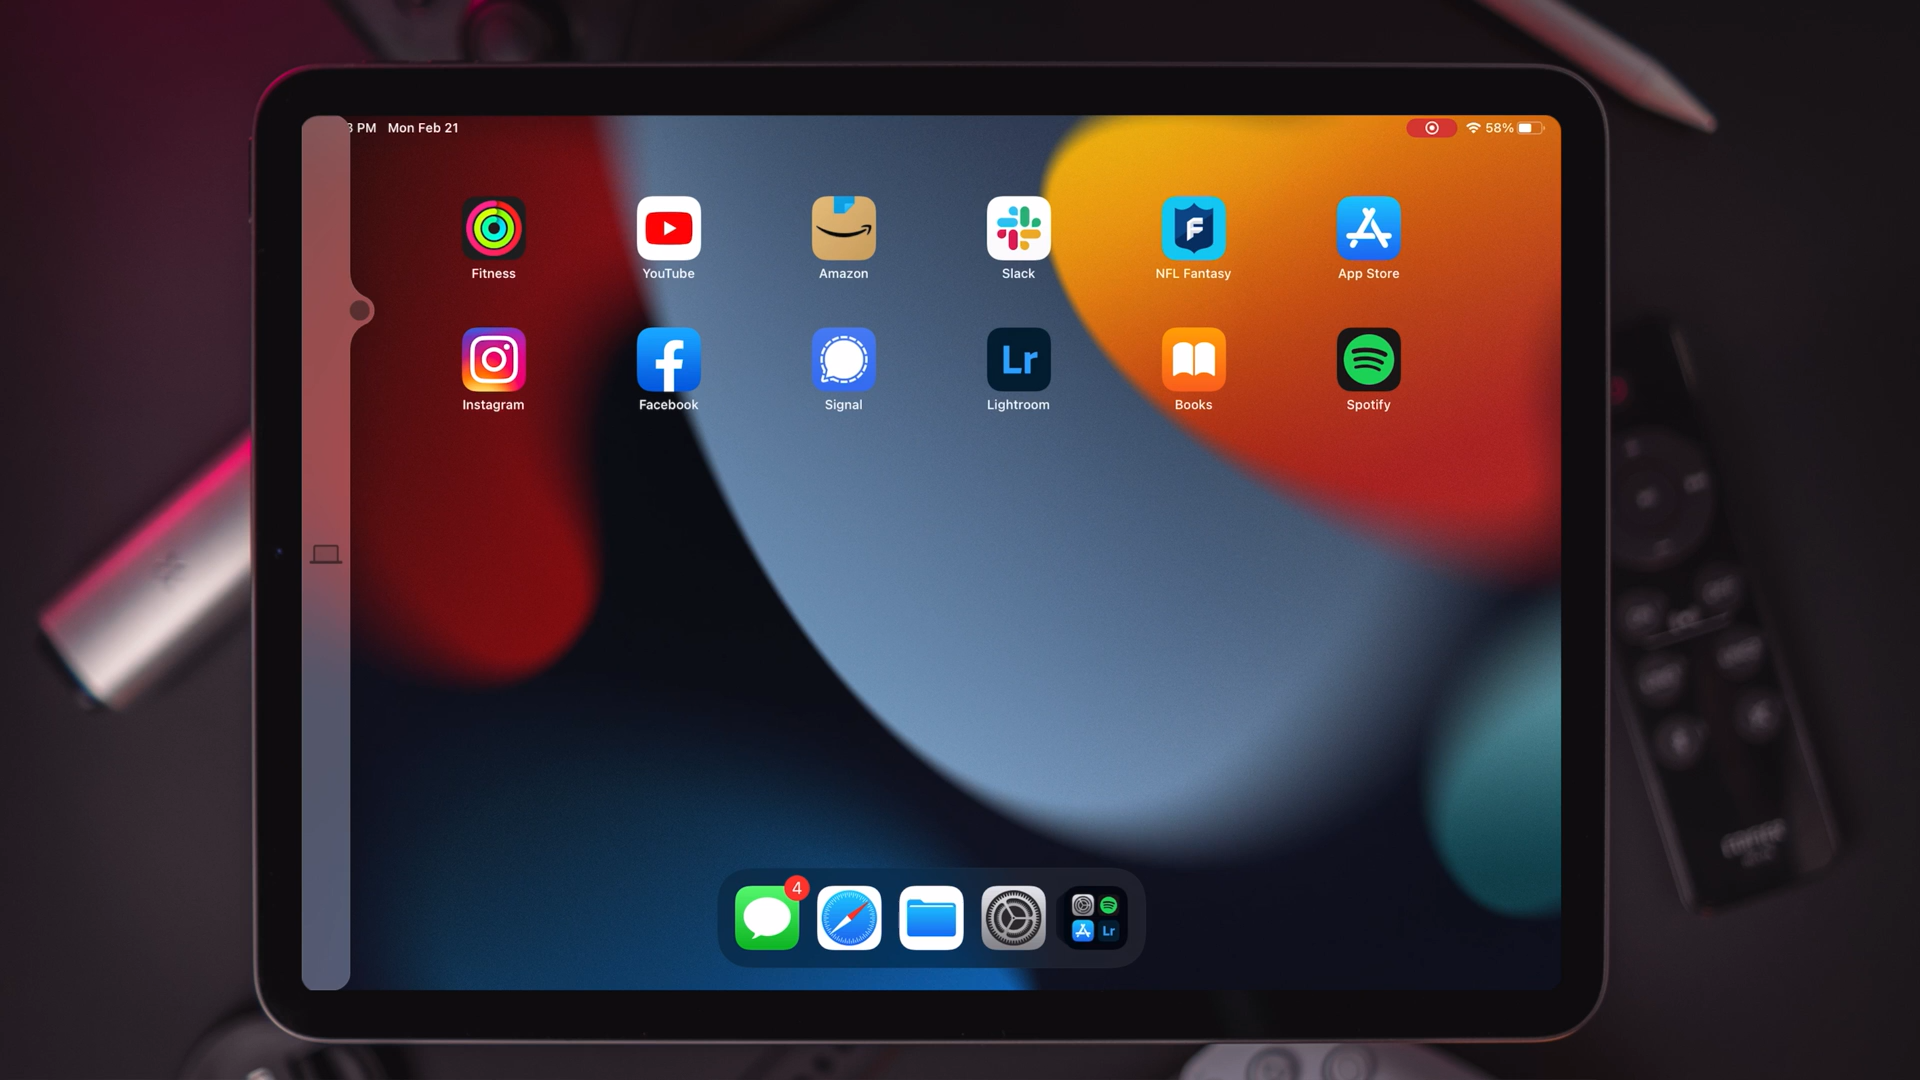 3 PM Mon Feb 21
58%
Fitness
YouTube
Amazon
Slack
NFL Fantasy
App Store
Lr
Instagram
Facebook
Signal
Lightroom
Books
Spotify
4
Lr